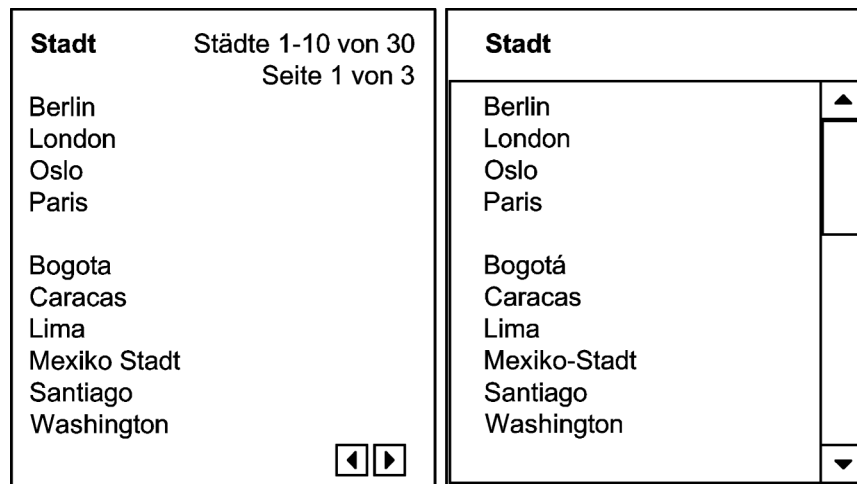 Stadt Städte 1-10 von 30
Seite 1 von 3
Berlin
London
Oslo
Paris
Bogota
Caracas
Lima
Mexiko Stadt
Santiago
Washington
Stadt
Berlin
London
Oslo
Paris
Bogotá
Caracas
Lima
Mexiko-Stadt
Santiago
Washington